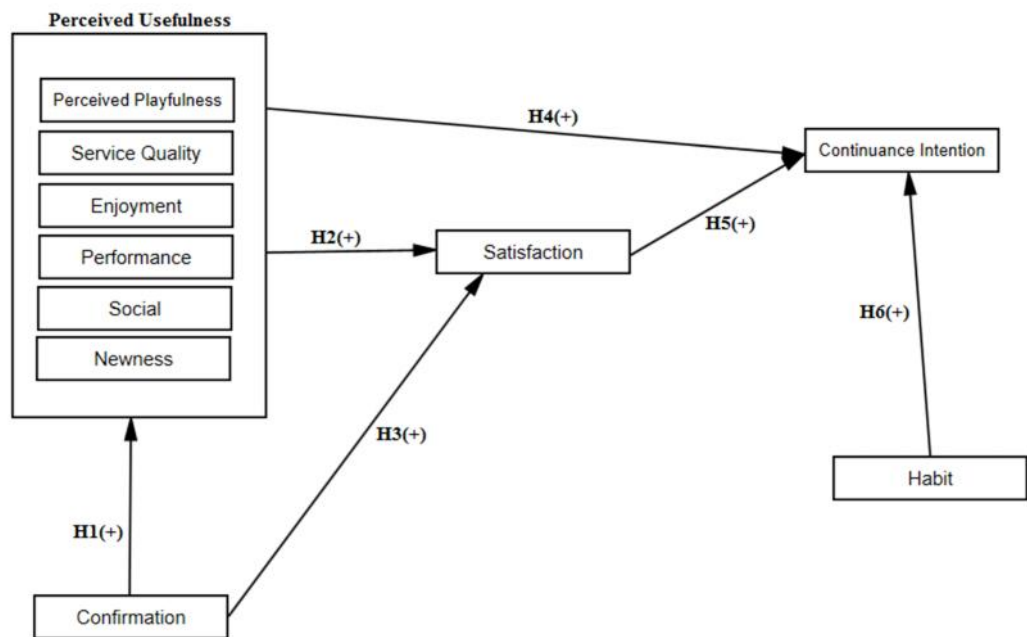 Perceived Usefulness
Perceived Playfulness
Service Quality
Enjoyment
Performance
Social
Newness
H4(+)
Continuance Intention
H2(+)
Satisfaction
H5(+)
H6(+)
H3(+)
Habit
H1(+)
Confirmation